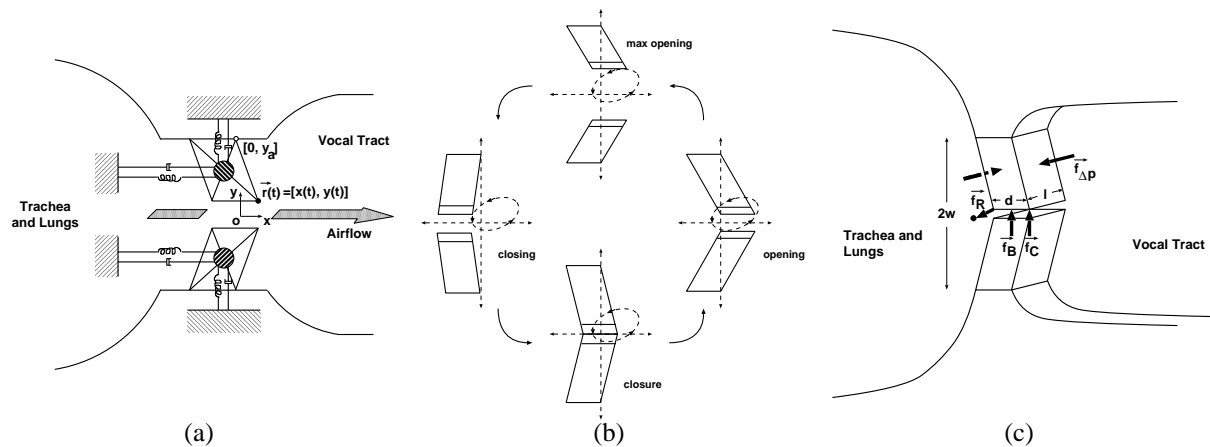 Trachea
and Lungs
Vocal Tract
[0, y_a]
r(t) =[x(t), y(t)]
y
o
x
Airflow
(a)
max opening
closing
opening
closure
(b)
f_Δp
f_R
d
l
2w
f_B
f_C
Trachea and
Lungs
Vocal Tract
(c)